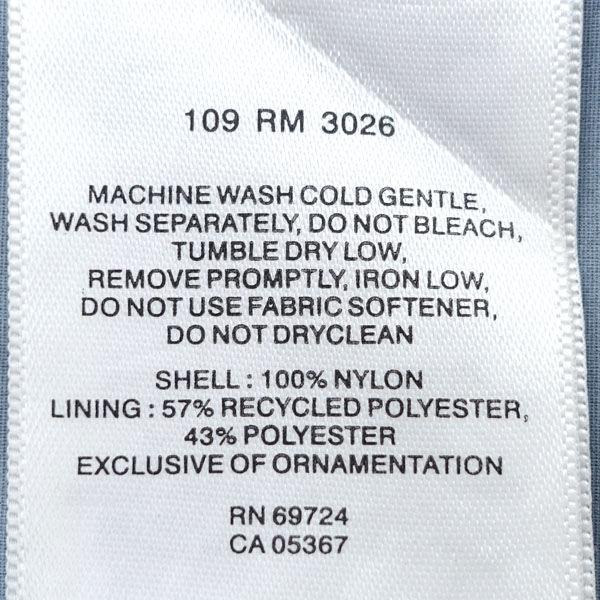 109 RM 3026
MACHINE WASH COLD GENTLE,
WASH SEPARATELY, DO NOT BLEACH,
TUMBLE DRY LOW,
REMOVE PROMPTLY, IRON LOW,
DO NOT USE FABRIC SOFTENER,
DO NOT DRYCLEAN
SHELL : 100% NYLON
LINING : 57% RECYCLED POLYESTER,
43% POLYESTER
EXCLUSIVE OF ORNAMENTATION
RN 69724
CA 05367